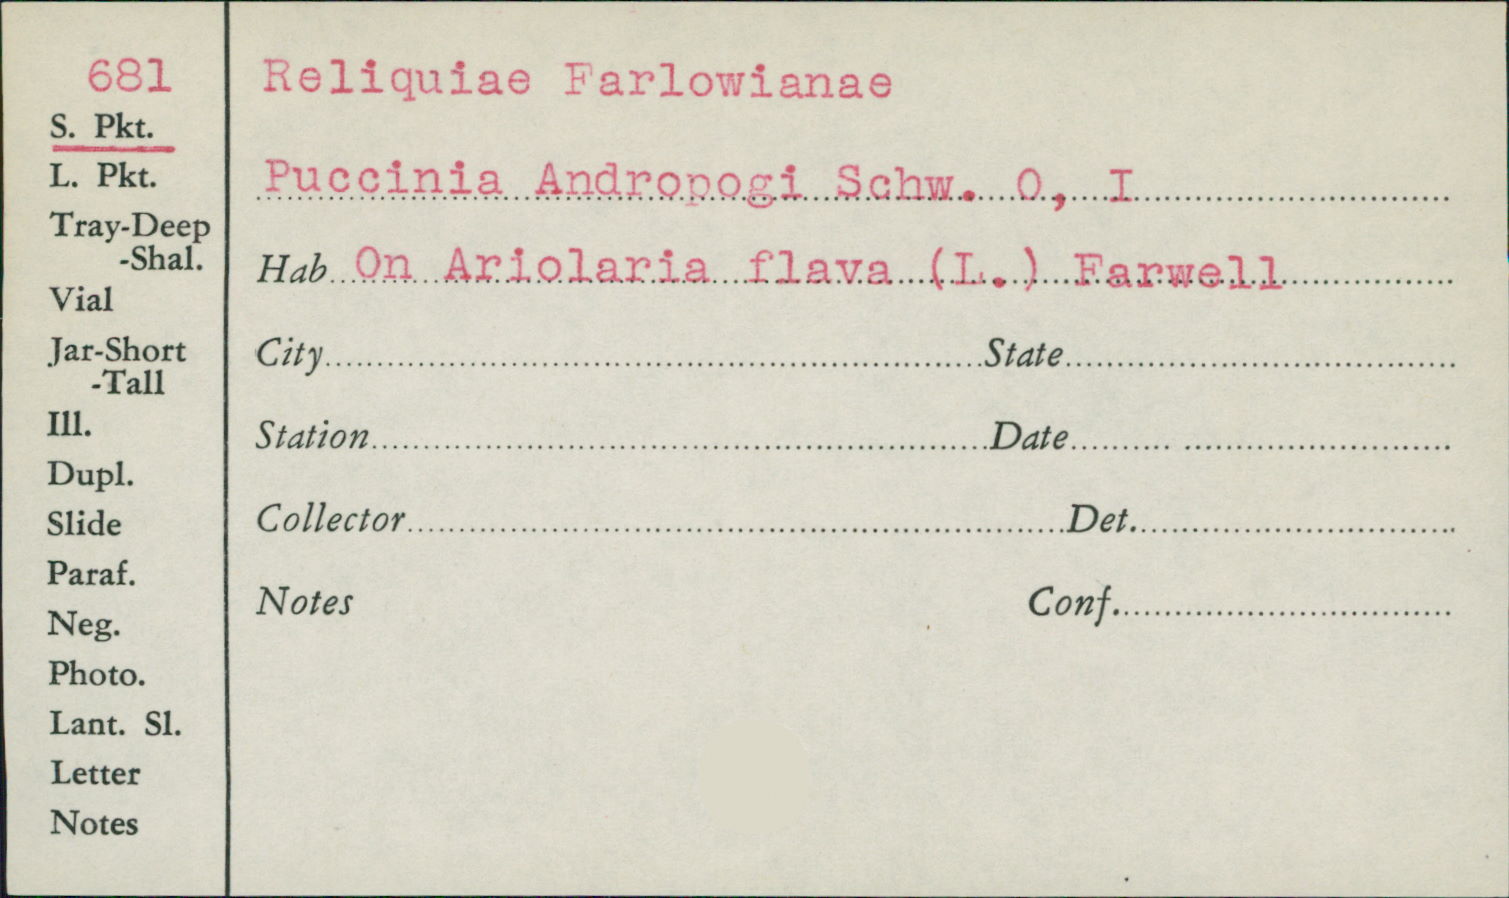 681
S. Pkt.
L. Pkt.
Tray-Deep
-Shal.
Vial
Jar-Short
-Tall
Ill.
Dupl.
Slide
Paraf.
Neg.
Photo.
Lant. Sl.
Letter
Notes
Reliquiae Farlowianae
Puccinia Andropogi Schw. O, I
Hab. On Ariolaria flava (L.) Farwell
City State
Station Date
Collector Det.
Notes Conf.